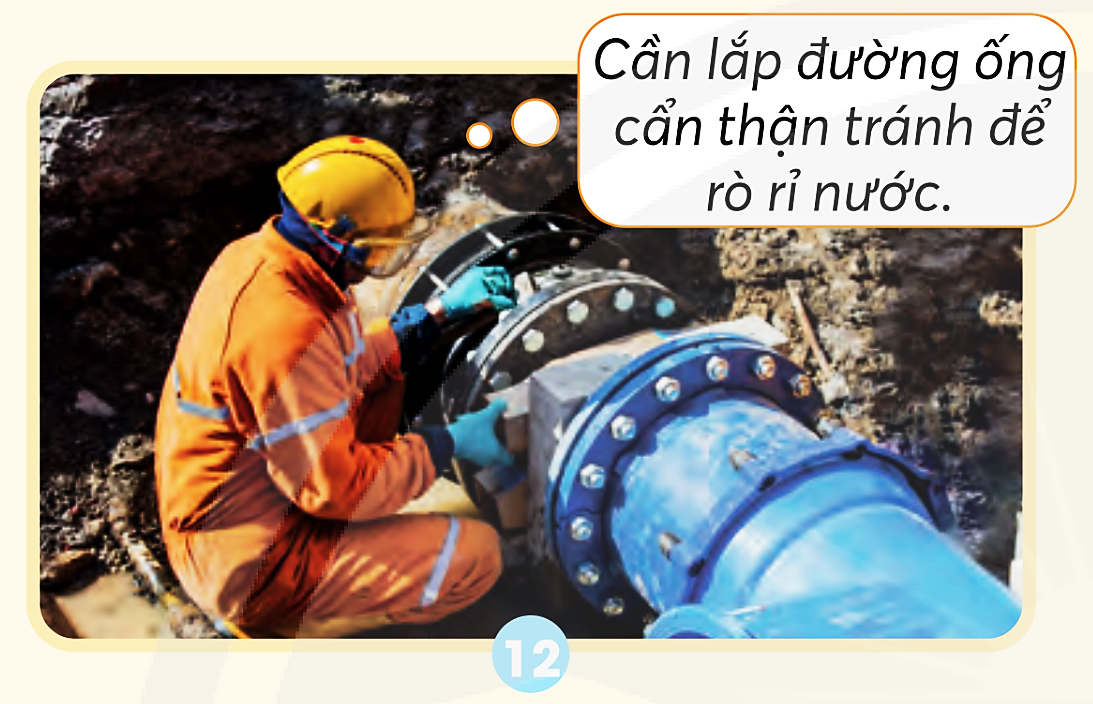 Cần lắp đường ống
cẩn thận tránh để
rò rỉ nước.
12